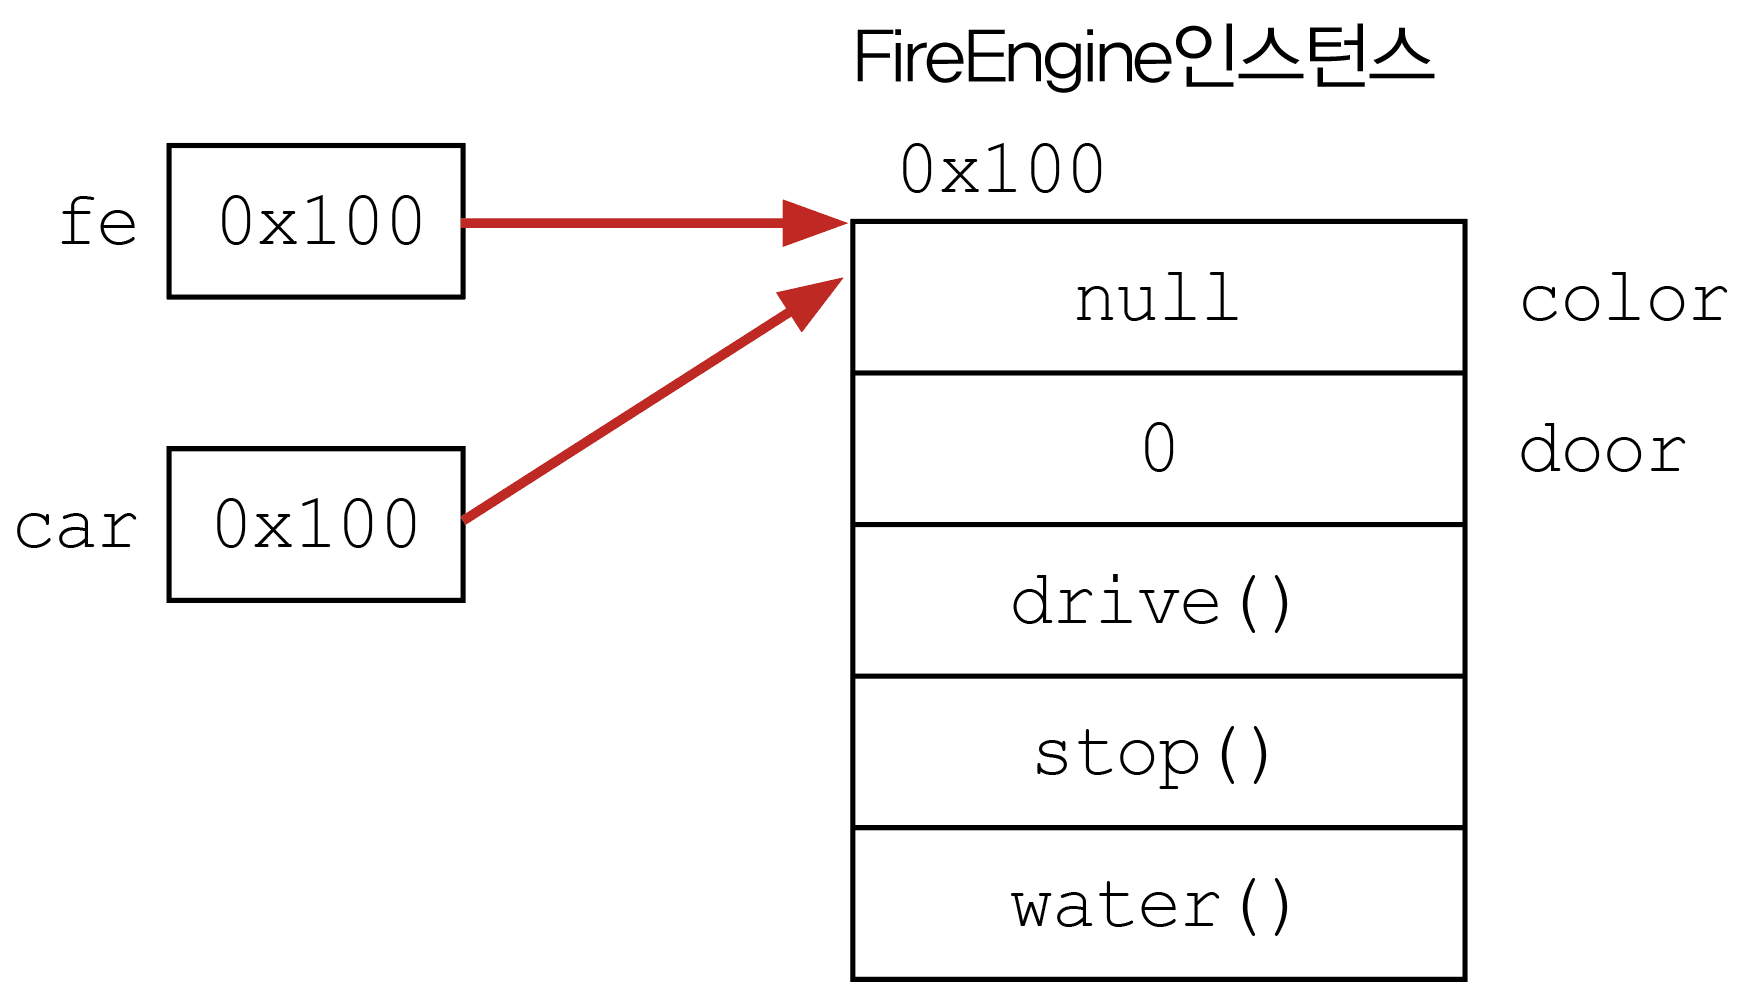 FireEngine인스턴스
0x100
fe 0x100
null color
0 door
car 0x100
drive()
stop()
water()